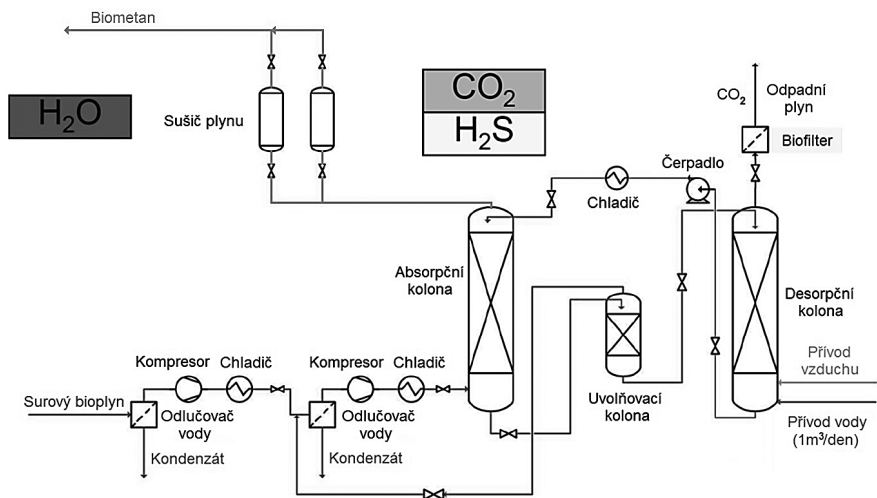 Biometan
H₂O
Sušič plynu
CO₂
H₂S
CO₂
Odpadní
plyn
Biofilter
Čerpadlo
Chladič
Absorpční
kolona
Desorpční
kolona
Uvolňovací
kolona
Přívod
vzduchu
Přívod vody
(1m³/den)
Kompresor
Chladič
Kompresor
Chladič
Surový bioplyn
Odlučovač
vody
Odlučovač
vody
Kondenzát
Kondenzát